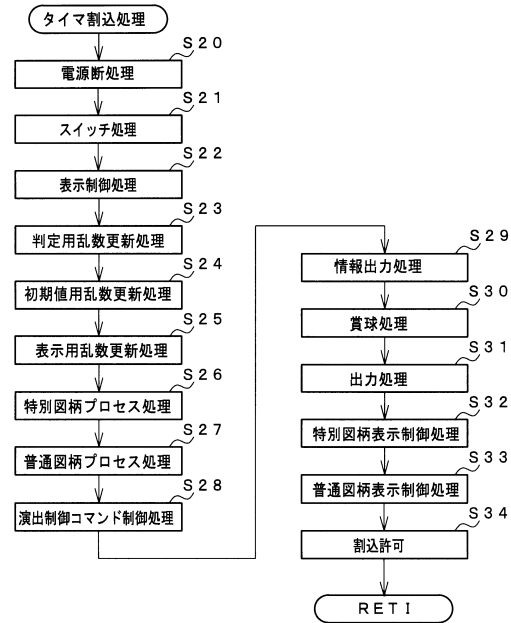 タイマ割込処理
S20
電源断処理
S21
スイッチ処理
S22
表示制御処理
S23
判定用乱数更新処理
S24
初期値用乱数更新処理
S25
表示用乱数更新処理
S26
特別図柄プロセス処理
S27
普通図柄プロセス処理
S28
演出制御コマンド制御処理
S29
情報出力処理
S30
賞球処理
S31
出力処理
S32
特別図柄表示制御処理
S33
普通図柄表示制御処理
S34
割込許可
RETI